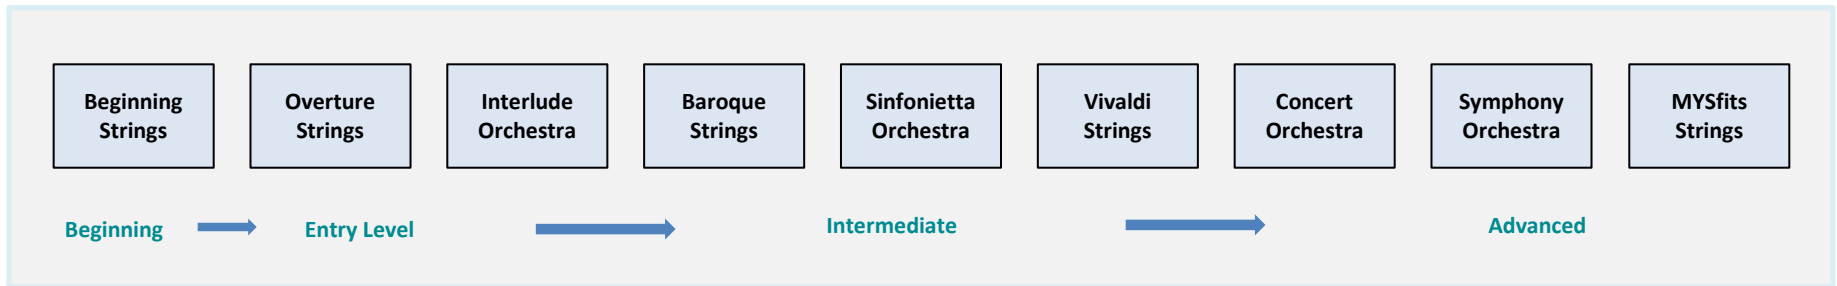 Beginning
Strings
Overture
Strings
Interlude
Orchestra
Baroque
Strings
Sinfonietta
Orchestra
Vivaldi
Strings
Concert
Orchestra
Symphony
Orchestra
MYSfits
Strings
Beginning
Entry Level
Intermediate
Advanced